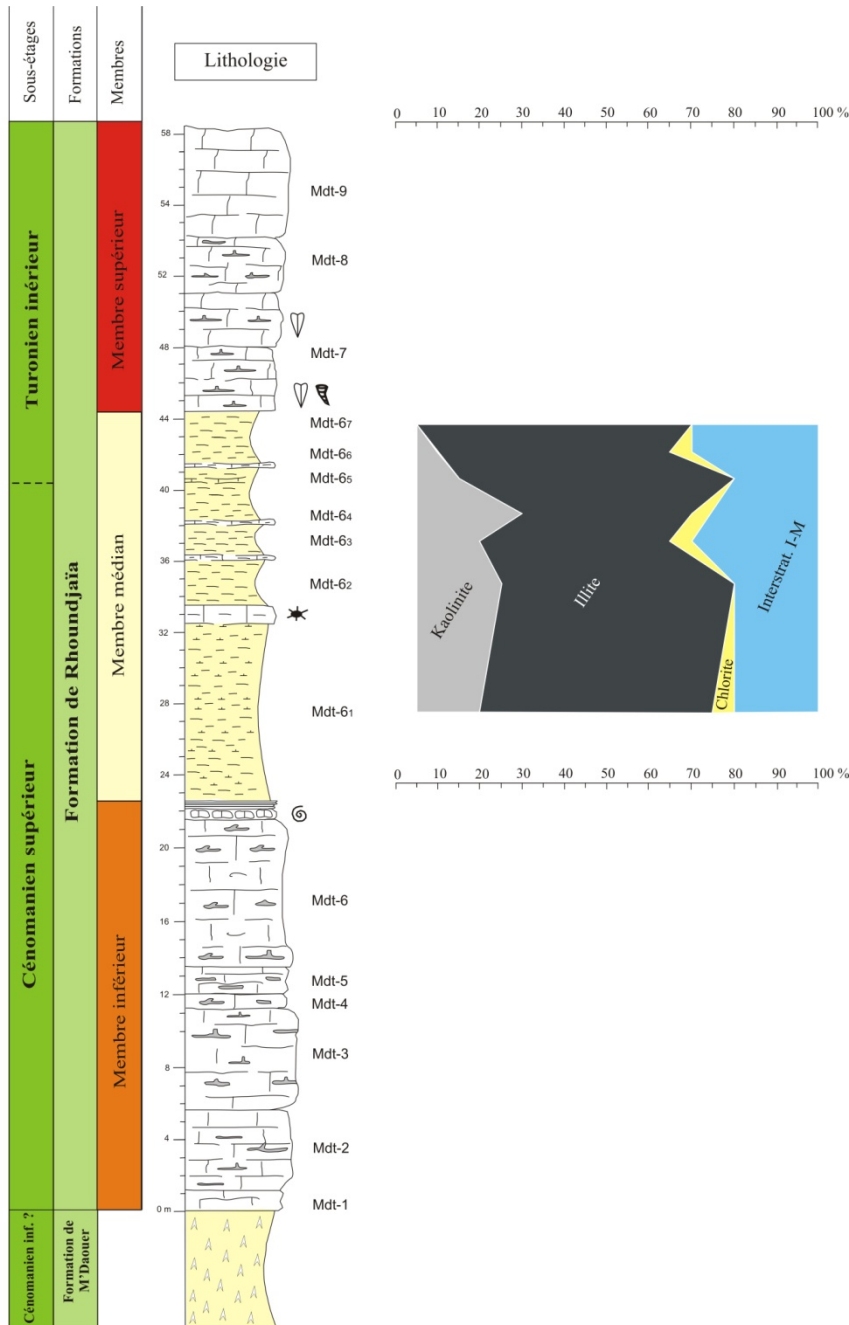 Sous-étages
Formations
Membres
Lithologie
0 10 20 30 40 50 60 70 80 90 100 %
Turonien inérieur
Cénomanien supérieur
Cénomanien inf. ?
Formation de Rhoundjaïa
Formation de
M'Daouer
Membre supérieur
Membre médian
Membre inférieur
58
54
52
48
44
40
36
32
28
24
20
16
12
8
4
0 m
Mdt-9
Mdt-8
Mdt-7
Mdt-67
Mdt-66
Mdt-65
Mdt-64
Mdt-63
Mdt-62
Mdt-61
Mdt-6
Mdt-5
Mdt-4
Mdt-3
Mdt-2
Mdt-1
Kaolinite
Illite
Chlorite
Interstrat. I-M
0 10 20 30 40 50 60 70 80 90 100 %